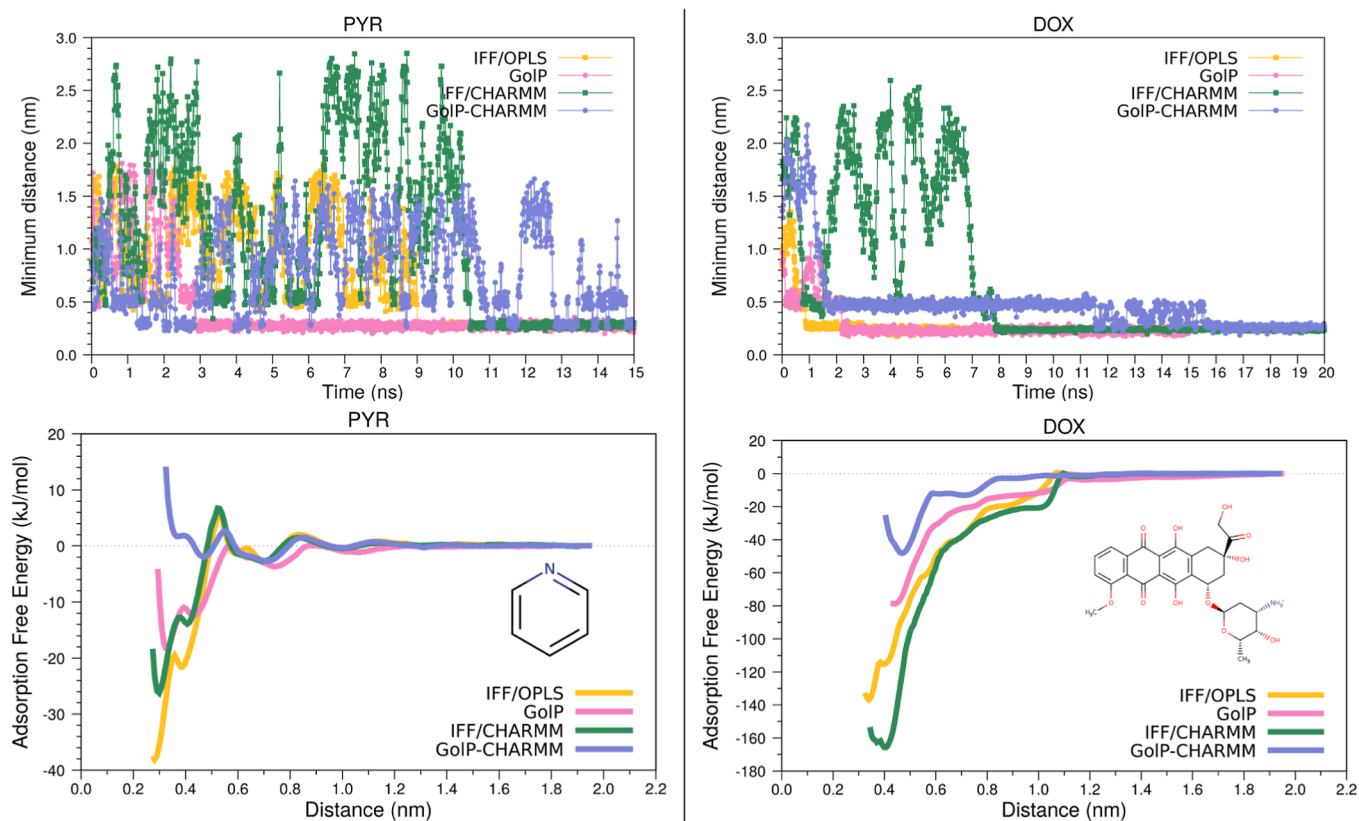 PYR
3.0
2.5
2.0
1.5
1.0
0.5
0.0
Minimum distance (nm)
IFF/OPLS
GolP
IFF/CHARMM
GolP-CHARMM
0 1 2 3 4 5 6 7 8 9 10 11 12 13 14 15
Time (ns)
DOX
3.0
2.5
2.0
1.5
1.0
0.5
0.0
Minimum distance (nm)
IFF/OPLS
GolP
IFF/CHARMM
GolP-CHARMM
0 1 2 3 4 5 6 7 8 9 10 11 12 13 14 15 16 17 18 19 20
Time (ns)
PYR
20
10
0
-10
-20
-30
-40
Adsorption Free Energy (kJ/mol)
N
IFF/OPLS
GolP
IFF/CHARMM
GolP-CHARMM
0.0 0.2 0.4 0.6 0.8 1.0 1.2 1.4 1.6 1.8 2.0 2.2
Distance (nm)
DOX
20
0
-20
-40
-60
-80
-100
-120
-140
-160
-180
Adsorption Free Energy (kJ/mol)
OH
O OH O
OH
O
O O OH O
H₃C
NH₃⁺
O
OH
CH₃
IFF/OPLS
GolP
IFF/CHARMM
GolP-CHARMM
0.0 0.2 0.4 0.6 0.8 1.0 1.2 1.4 1.6 1.8 2.0 2.2
Distance (nm)